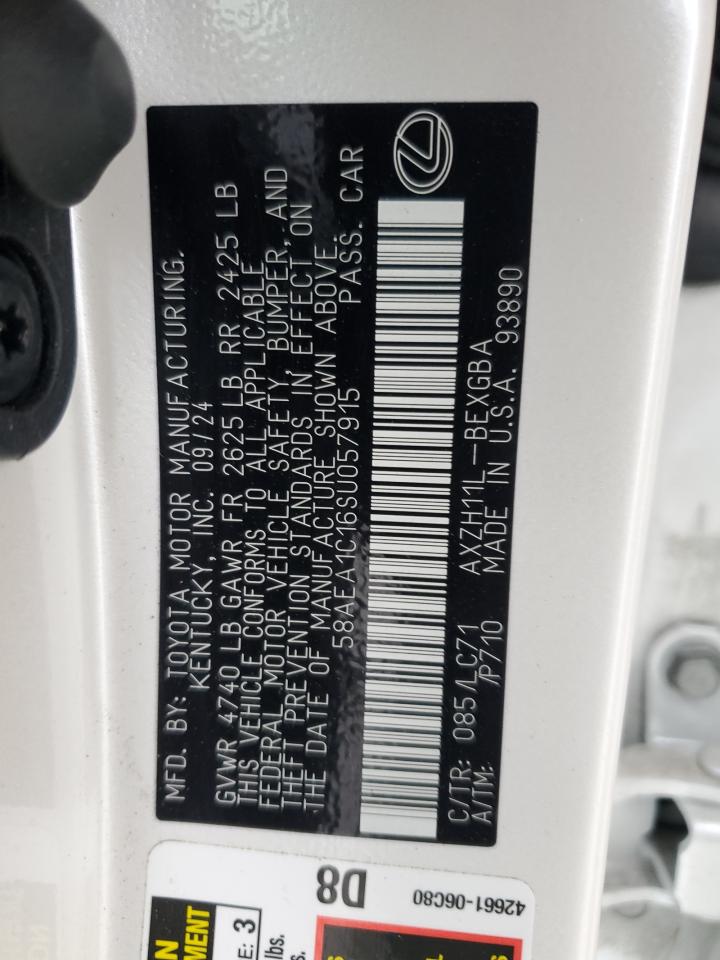 MFD. BY: TOYOTA MOTOR MANUFACTURING,
KENTUCKY, INC. 09/24
GVWR 4740 LB GAWR FR 2625 LB RR 2425 LB
THIS VEHICLE CONFORMS TO ALL APPLICABLE
FEDERAL MOTOR VEHICLE SAFETY, BUMPER, AND
THEFT PREVENTION STANDARDS IN EFFECT ON
THE DATE OF MANUFACTURE SHOWN ABOVE.
58AEA1C16SU057915 PASS. CAR
C/TR: 085/LC71 AXZH11L-BEXGBA
A/TM: /P710 MADE IN U.S.A. 93890
D8
42661-06C80
E: 3
lbs.